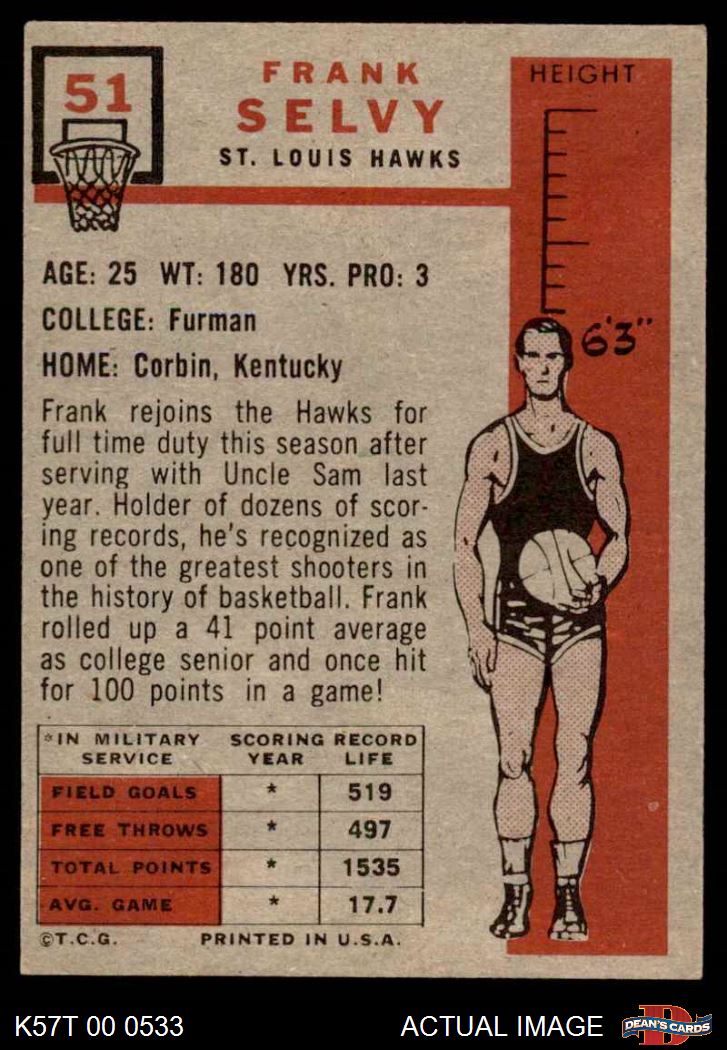 51
FRANK
SELVY
ST. LOUIS HAWKS
HEIGHT
6'3"
AGE: 25 WT: 180 YRS. PRO: 3
COLLEGE: Furman
HOME: Corbin, Kentucky
Frank rejoins the Hawks for
full time duty this season after
serving with Uncle Sam last
year. Holder of dozens of scor-
ing records, he's recognized as
one of the greatest shooters in
the history of basketball. Frank
rolled up a 41 point average
as college senior and once hit
for 100 points in a game!
*IN MILITARY SCORING RECORD
SERVICE YEAR LIFE
FIELD GOALS * 519
FREE THROWS * 497
TOTAL POINTS * 1535
AVG. GAME * 17.7
©T.C.G. PRINTED IN U.S.A.
K57T 00 0533 ACTUAL IMAGE D DEAN'S CARDS